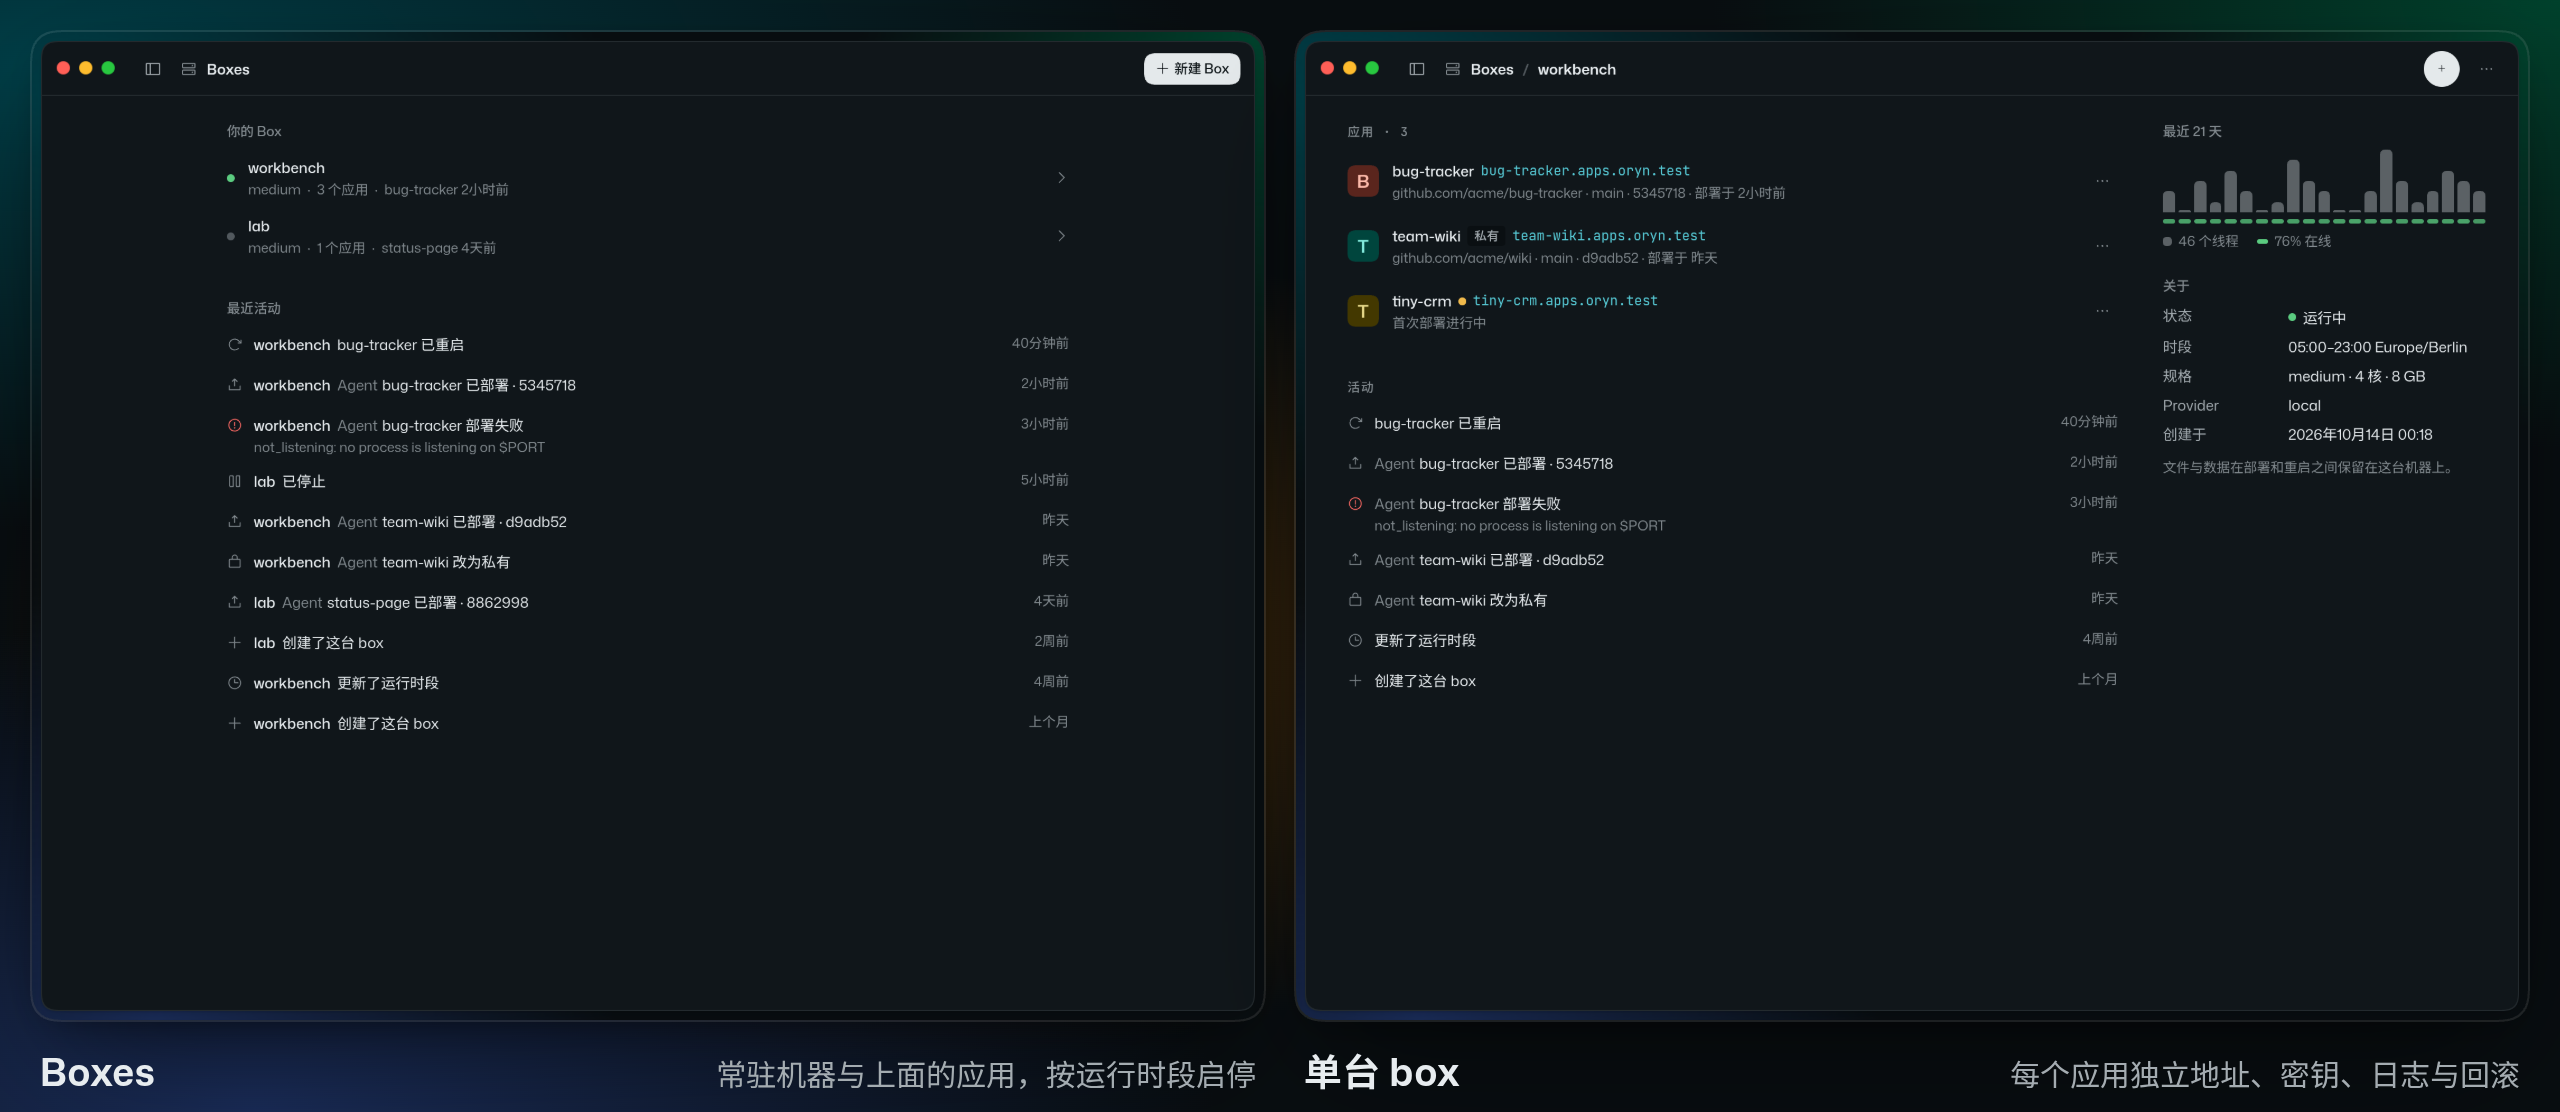 Boxes
+ 新建 Box
你的 Box
workbench
medium · 3 个应用 · bug-tracker 2小时前
lab
medium · 1 个应用 · status-page 4天前
最近活动
workbench bug-tracker 已重启 40分钟前
workbench Agent bug-tracker 已部署 · 5345718 2小时前
workbench Agent bug-tracker 部署失败 3小时前
not_listening: no process is listening on $PORT
lab 已停止 5小时前
workbench Agent team-wiki 已部署 · d9adb52 昨天
workbench Agent team-wiki 改为私有 昨天
lab Agent status-page 已部署 · 8862998 4天前
lab 创建了这台 box 2周前
workbench 更新了运行时段 4周前
workbench 创建了这台 box 上个月
Boxes
常驻机器与上面的应用，按运行时段启停
Boxes / workbench
应用 · 3
B bug-tracker bug-tracker.apps.oryn.test
github.com/acme/bug-tracker · main · 5345718 · 部署于 2小时前
T team-wiki 私有 team-wiki.apps.oryn.test
github.com/acme/wiki · main · d9adb52 · 部署于 昨天
T tiny-crm tiny-crm.apps.oryn.test
首次部署进行中
活动
bug-tracker 已重启 40分钟前
Agent bug-tracker 已部署 · 5345718 2小时前
Agent bug-tracker 部署失败 3小时前
not_listening: no process is listening on $PORT
Agent team-wiki 已部署 · d9adb52 昨天
Agent team-wiki 改为私有 昨天
更新了运行时段 4周前
创建了这台 box 上个月
最近 21 天
46 个线程 76% 在线
关于
状态 运行中
时段 05:00–23:00 Europe/Berlin
规格 medium · 4 核 · 8 GB
Provider local
创建于 2026年10月14日 00:18
文件与数据在部署和重启之间保留在这台机器上。
单台 box
每个应用独立地址、密钥、日志与回滚